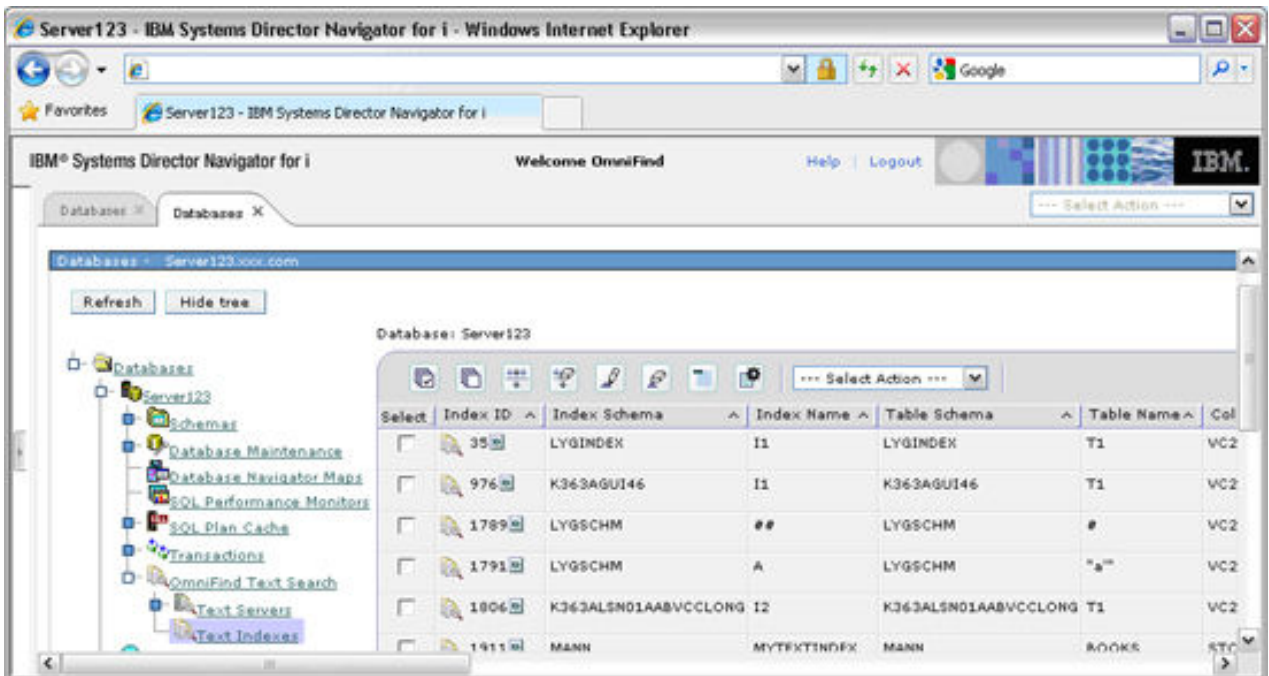 Server123 - IBM Systems Director Navigator for i - Windows Internet Explorer
Google
Favorites Server123 - IBM Systems Director Navigator for i
IBM® Systems Director Navigator for i Welcome OmniFind Help | Logout IBM.
Databases Databases X --- Select Action ---
Databases - Server123.xxx.com
Refresh Hide tree
Database: Server123
Databases
--- Select Action ---
Server123
Select Index ID Index Schema Index Name Table Schema Table Name Col
Schemas
35 LYGINDEX I1 LYGINDEX T1 VC2
Database Maintenance
Database Navigator Maps
976 K363AGUI46 I1 K363AGUI46 T1 VC2
SQL Performance Monitors
SQL Plan Cache
1789 LYGSCHM ## LYGSCHM # VC2
Transactions
1791 LYGSCHM A LYGSCHM "a"" VC2
OmniFind Text Search
Text Servers
1806 K363ALSN01AABVCCLONG I2 K363ALSN01AABVCCLONG T1 VC2
Text Indexes
1911 MANN MYTEXTINDEX MANN BOOKS STO